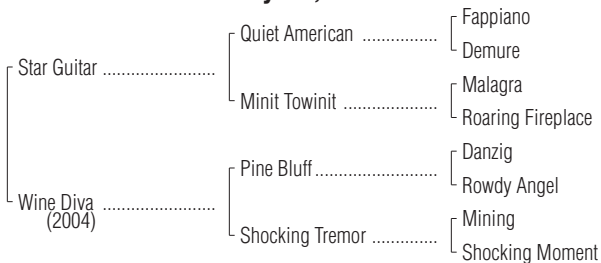 Fappiano
Quiet American ................
Demure
Star Guitar .......................
Malagra
Minit Towinit ...................
Roaring Fireplace
Danzig
Pine Bluff.........................
Rowdy Angel
Wine Diva .......................
(2004)
Mining
Shocking Tremor .............
Shocking Moment